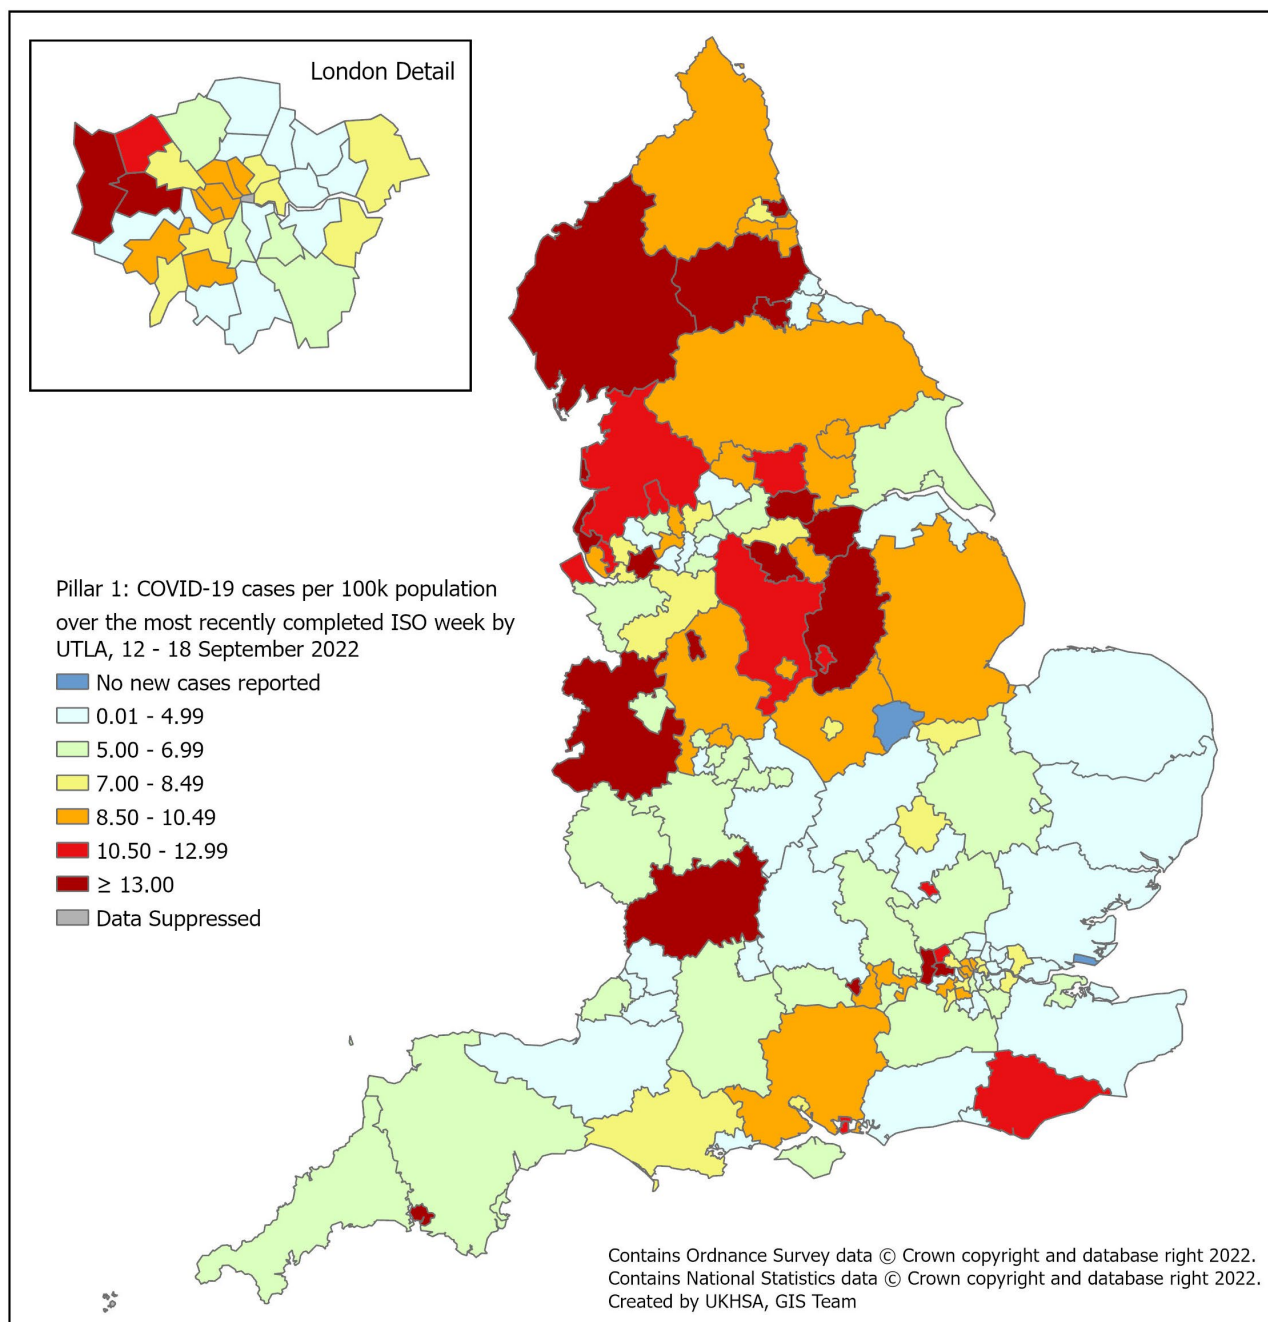 London Detail
Pillar 1: COVID-19 cases per 100k population
over the most recently completed ISO week by
UTLA, 12 - 18 September 2022
No new cases reported
0.01 - 4.99
5.00 - 6.99
7.00 - 8.49
8.50 - 10.49
10.50 - 12.99
≥ 13.00
Data Suppressed
Contains Ordnance Survey data © Crown copyright and database right 2022.
Contains National Statistics data © Crown copyright and database right 2022.
Created by UKHSA, GIS Team